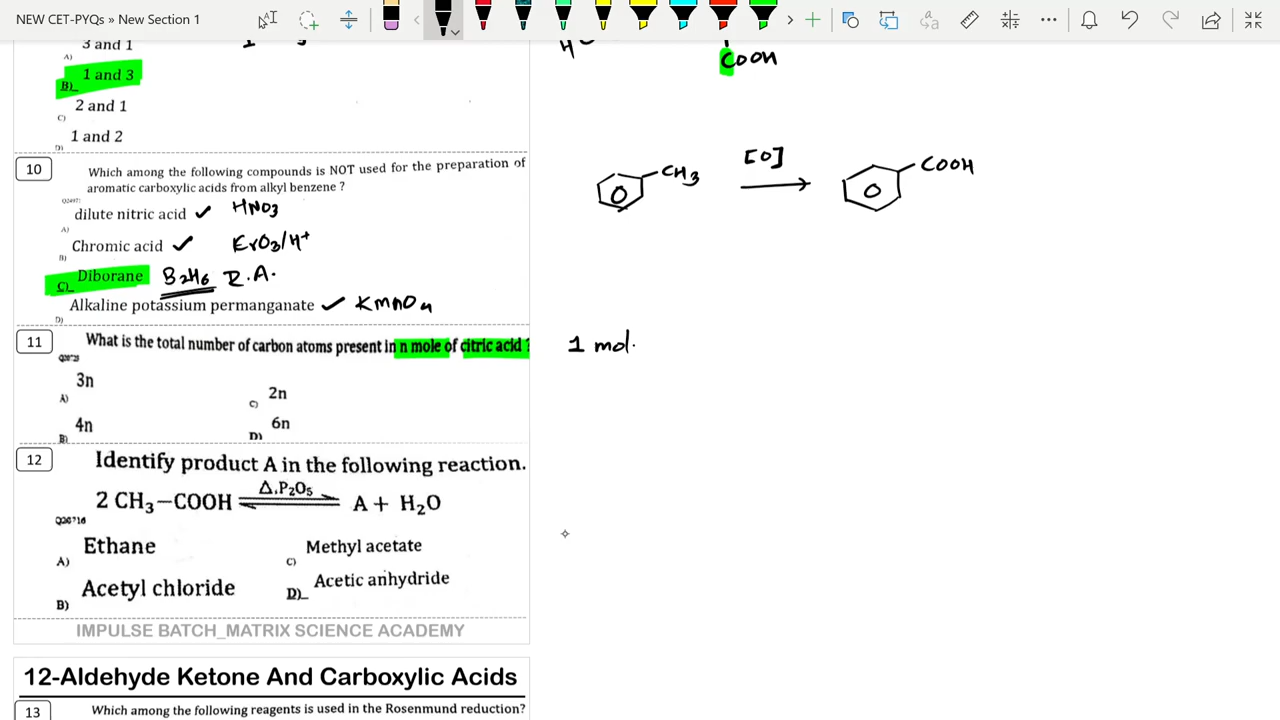 NEW CET-PYQs » New Section 1
3 and 1
A)
1 and 3
B)
2 and 1
C)
1 and 2
D)
COOH
10
Which among the following compounds is NOT used for the preparation of
aromatic carboxylic acids from alkyl benzene ?
dilute nitric acid ✓ HNO3
A)
Chromic acid ✓ CrO3/H+
B)
Diborane B2H6 R.A.
C)
Alkaline potassium permanganate ✓ KMnO4
D)
CH3 [O] COOH
11
What is the total number of carbon atoms present in n mole of citric acid ?
1 mol.
3n
A)
2n
C)
4n
B)
6n
D)
12
Identify product A in the following reaction.
2 CH3-COOH Δ.P2O5 A + H2O
Q20716
Ethane
A)
Methyl acetate
C)
Acetyl chloride
B)
Acetic anhydride
D)
IMPULSE BATCH_MATRIX SCIENCE ACADEMY
12-Aldehyde Ketone And Carboxylic Acids
13
Which among the following reagents is used in the Rosenmund reduction?